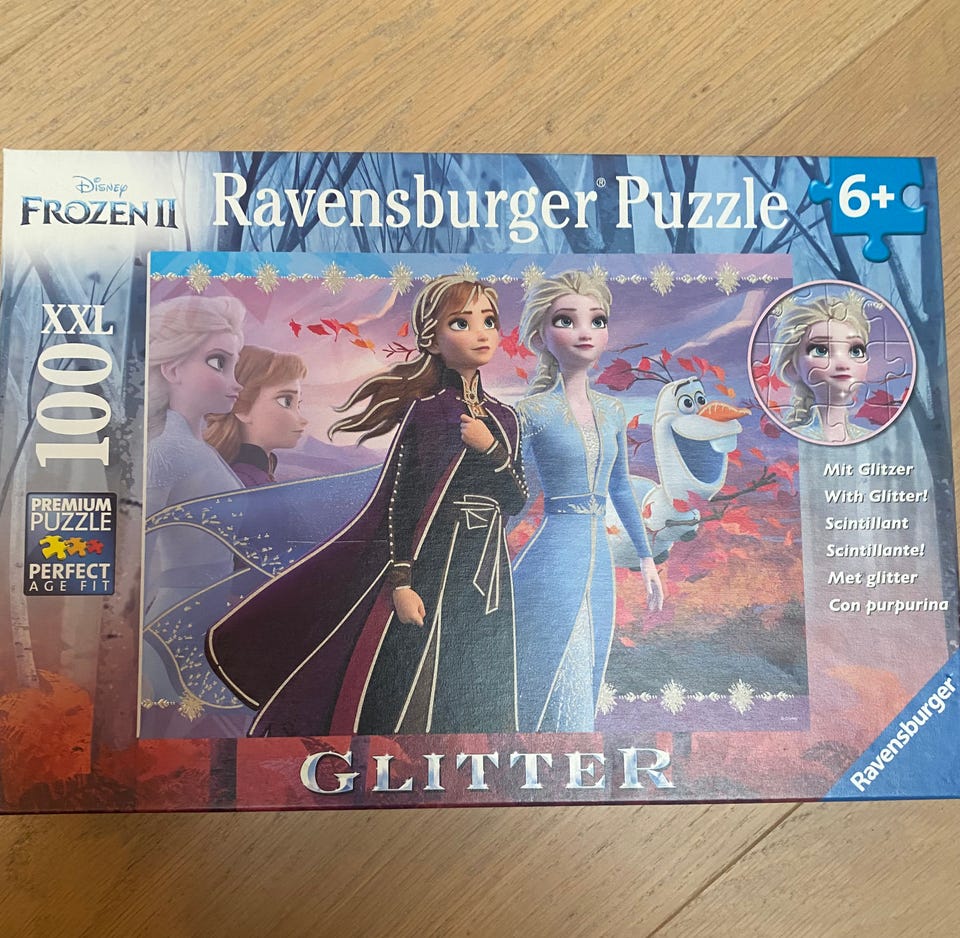 Disney
FROZEN II
Ravensburger® Puzzle
6+
XXL
100
PREMIUM
PUZZLE
PERFECT
AGE FIT
Mit Glitzer
With Glitter!
Scintillant
Scintillante!
Met glitter
Con purpurina
©Disney
GLITTER
Ravensburger